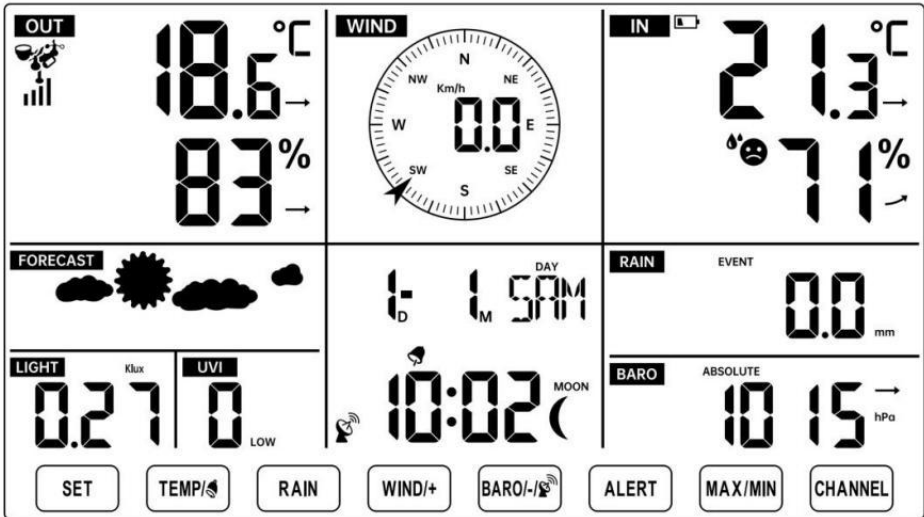 OUT
18.6 °C
83 %
WIND
N
NW NE
Km/h
W 0.0 E
SW SE
S
IN
21.3 °C
71 %
FORECAST
LIGHT
Klux
0.27
UVI
0 LOW
DAY
1 D - 1 M SAM
10:02 MOON
RAIN EVENT
0.0 mm
BARO ABSOLUTE
1015 hPa
SET TEMP/ RAIN WIND/+ BARO/-/ ALERT MAX/MIN CHANNEL